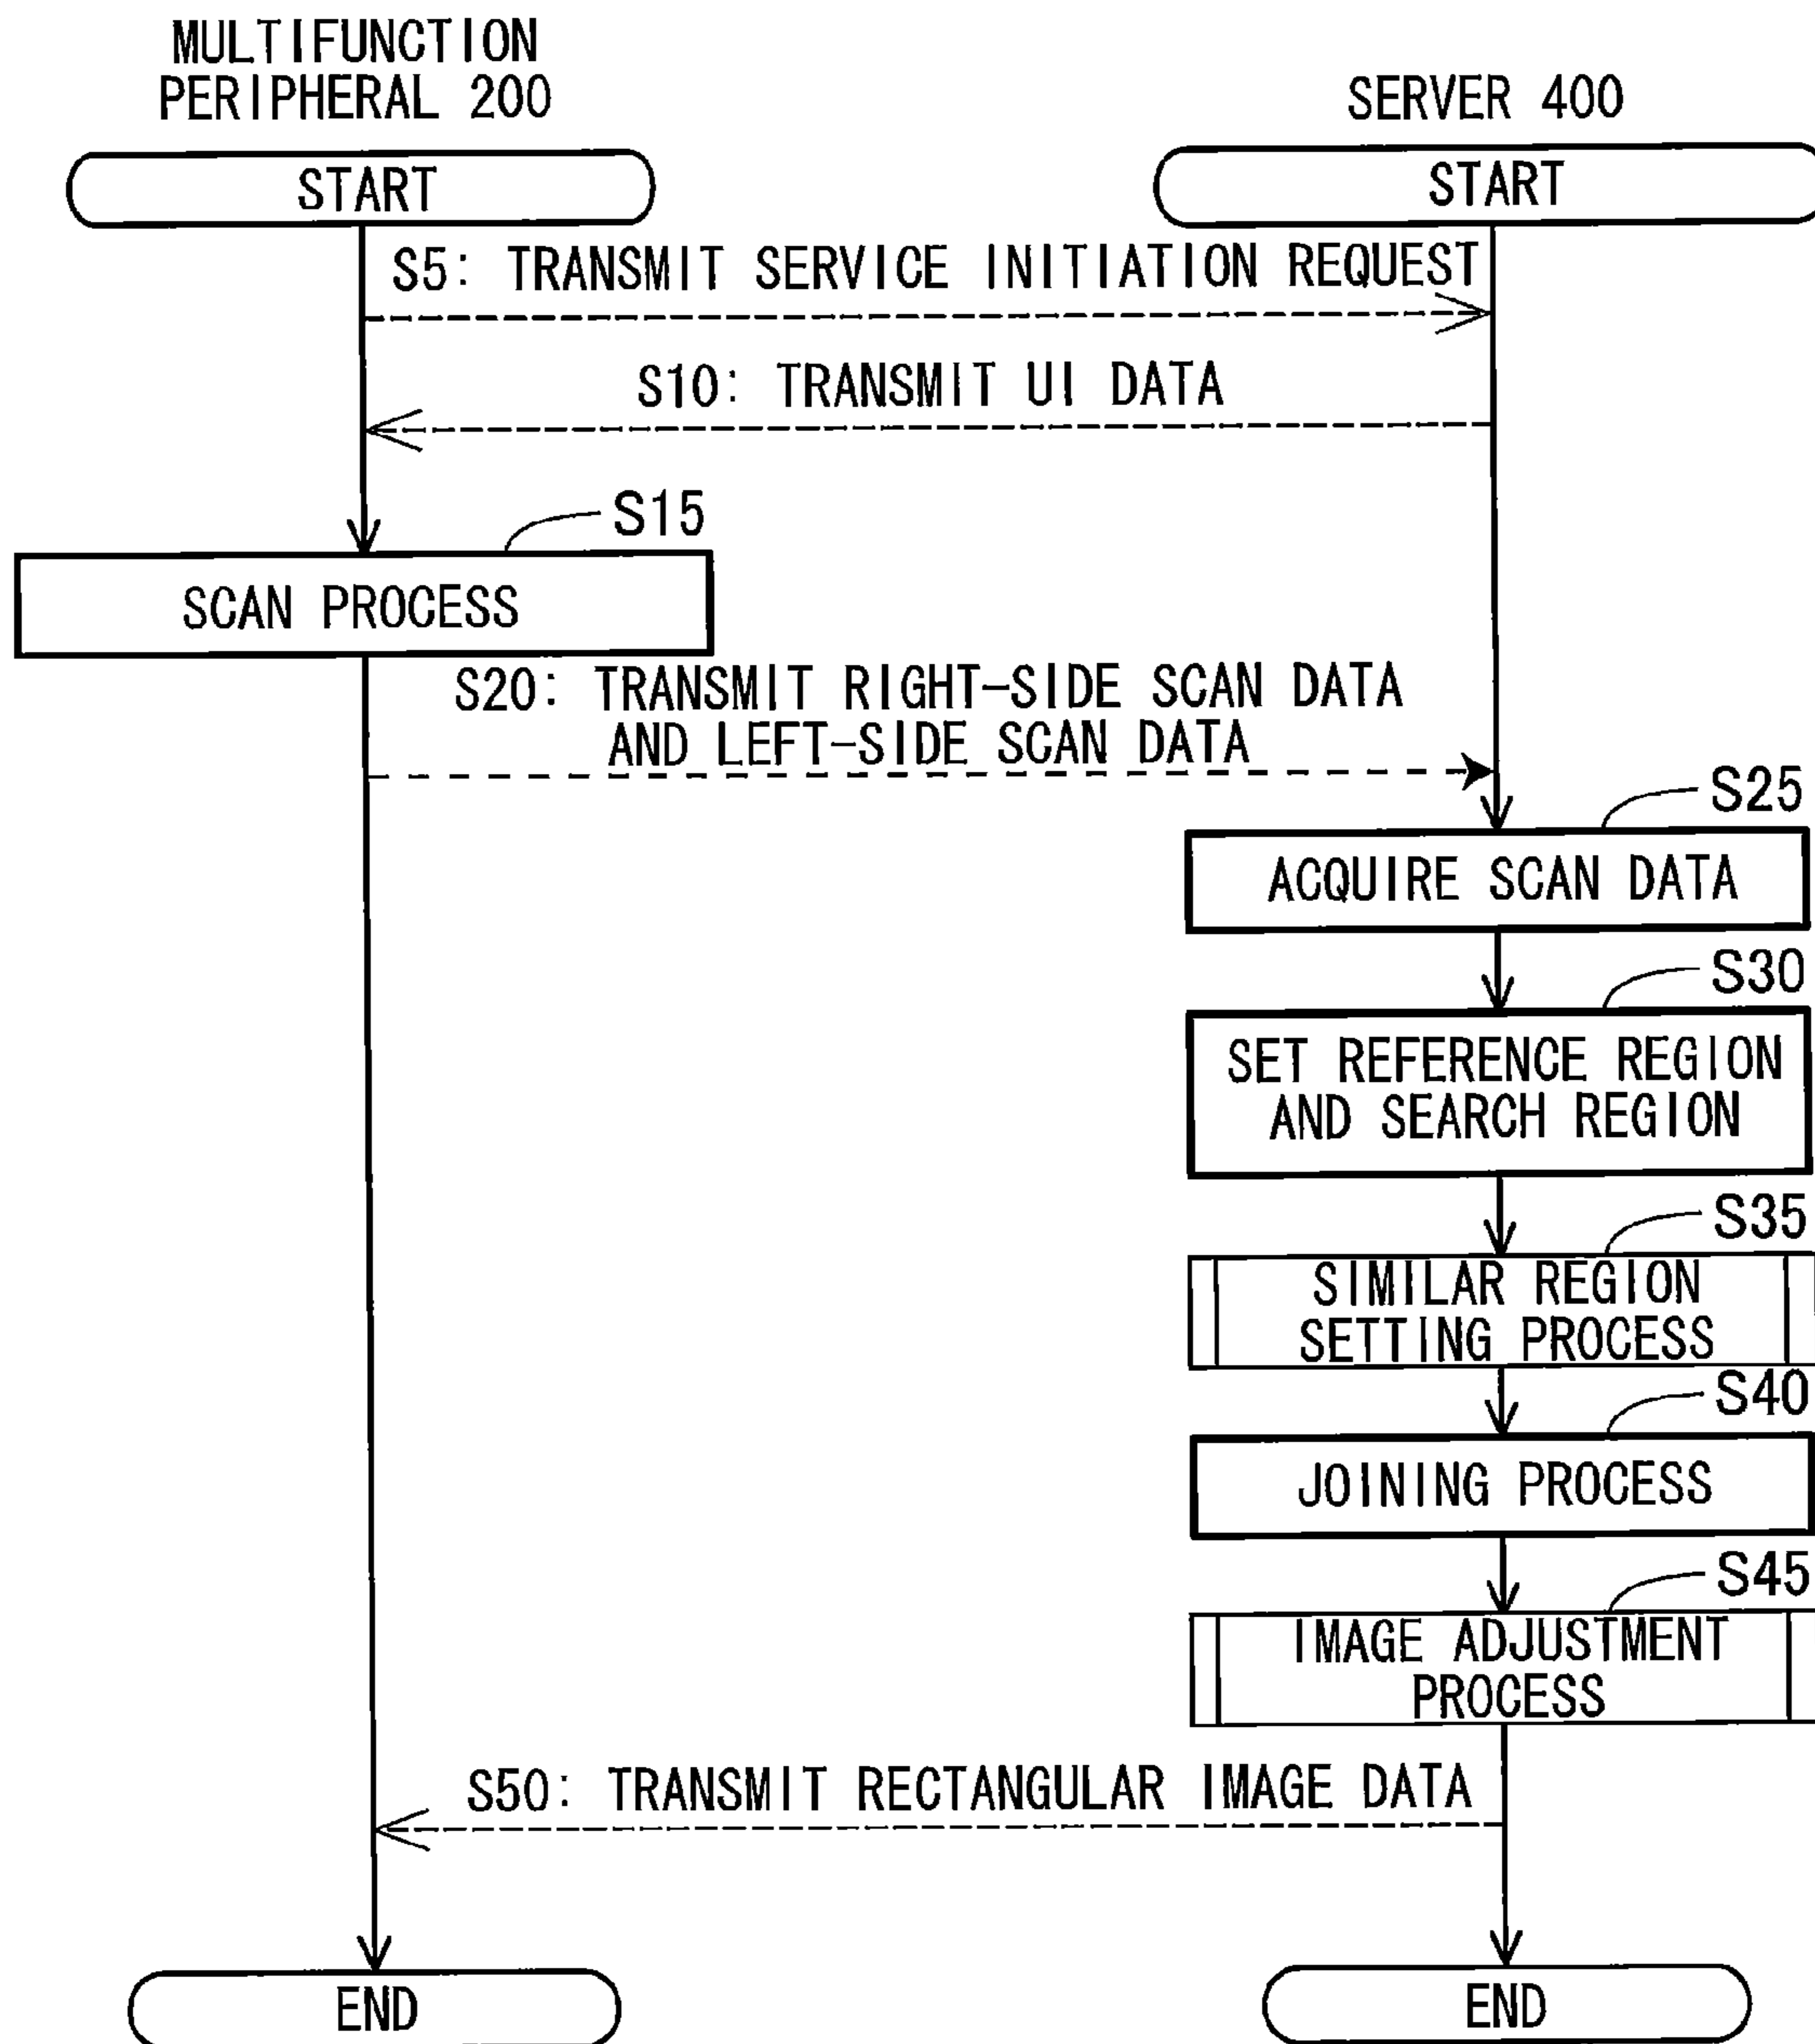 MULTIFUNCTION
PERIPHERAL 200
SERVER 400
START
START
S5: TRANSMIT SERVICE INITIATION REQUEST
S10: TRANSMIT UI DATA
S15
SCAN PROCESS
S20: TRANSMIT RIGHT-SIDE SCAN DATA
AND LEFT-SIDE SCAN DATA
S25
ACQUIRE SCAN DATA
S30
SET REFERENCE REGION
AND SEARCH REGION
S35
SIMILAR REGION
SETTING PROCESS
S40
JOINING PROCESS
S45
IMAGE ADJUSTMENT
PROCESS
S50: TRANSMIT RECTANGULAR IMAGE DATA
END
END